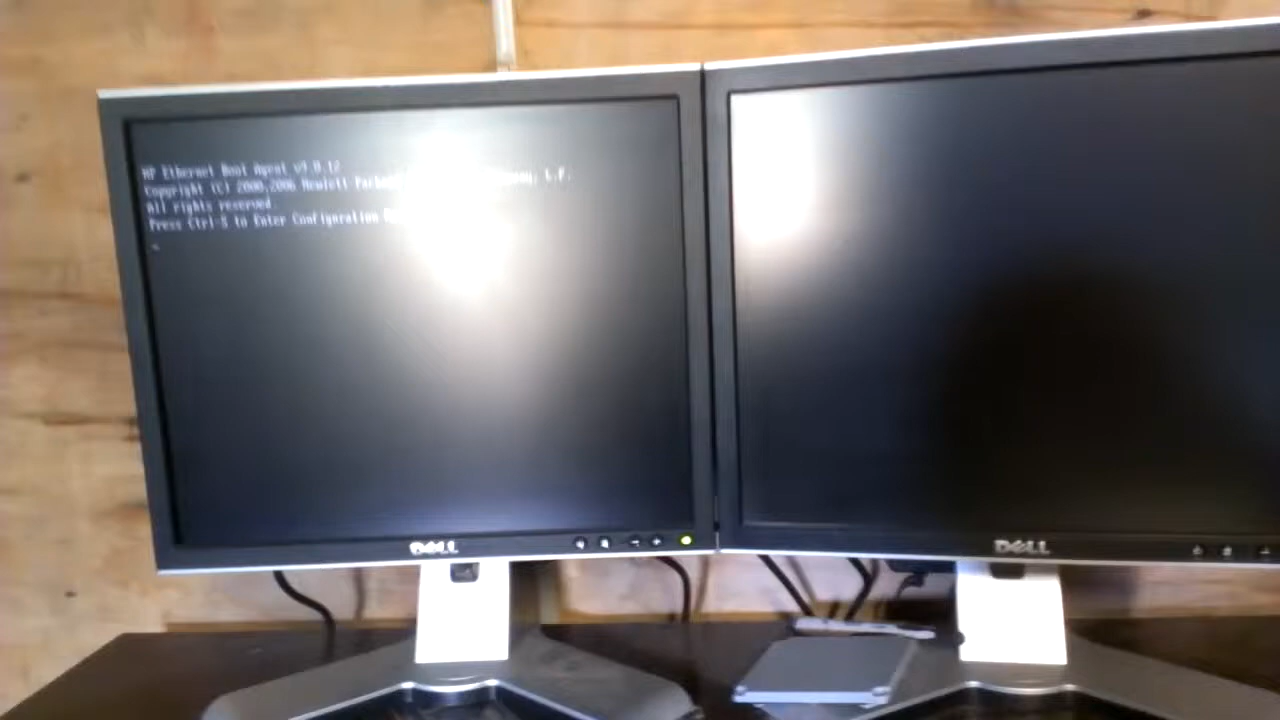 HP Ethernet Boot Agent v9.0.12
Copyright (C) 2000,2006 Hewlett L.P.
All rights reserved.
Press Ctrl-S to Enter Configuration
DELL
DELL